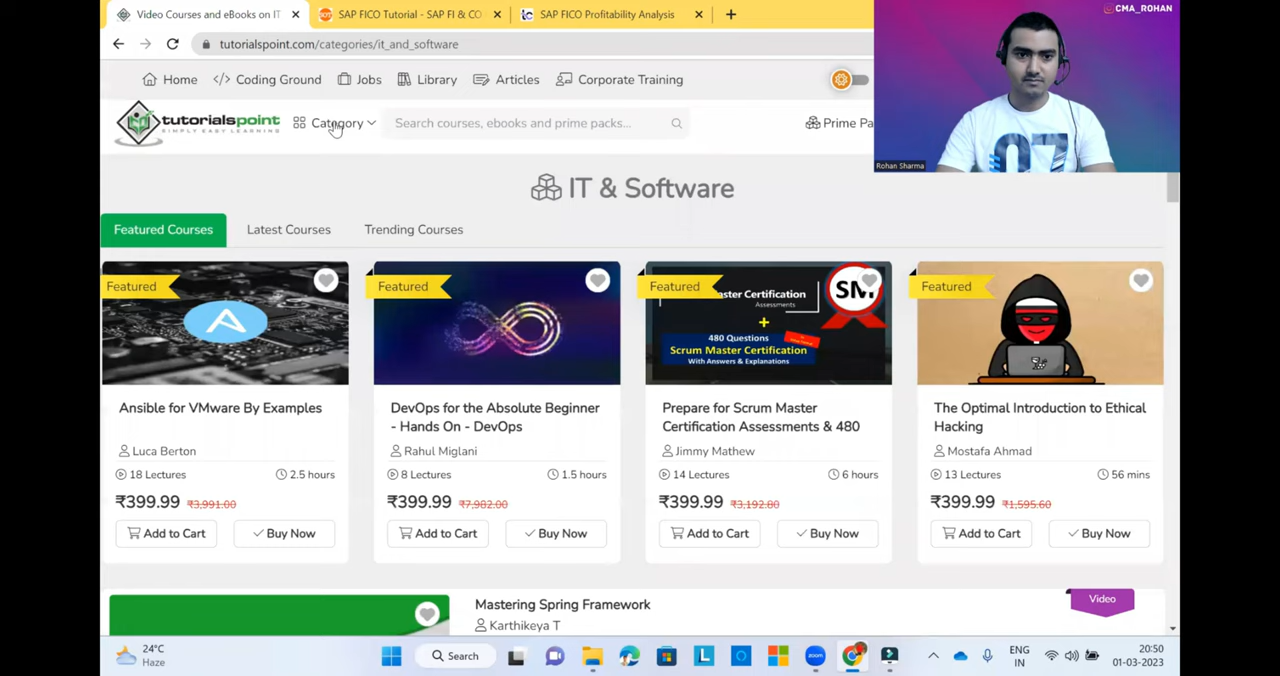 Video Courses and eBooks on IT
SAP FICO Tutorial - SAP FI & CO
SAP FICO Profitability Analysis
@CMA_ROHAN
tutorialspoint.com/categories/it_and_software
Home
Coding Ground
Jobs
Library
Articles
Corporate Training
tutorialspoint
SIMPLY EASY LEARNING
Category
Search courses, ebooks and prime packs...
Prime Pa
Rohan Sharma
07
IT & Software
Featured Courses
Latest Courses
Trending Courses
Featured
Featured
Featured
Featured
ster Certification
Assessments
+
480 Questions
Scrum Master Certification
With Answers & Explanations
SM
Ansible for VMware By Examples
Luca Berton
18 Lectures
2.5 hours
₹399.99 ₹3,991.00
Add to Cart
Buy Now
DevOps for the Absolute Beginner
- Hands On - DevOps
Rahul Miglani
8 Lectures
1.5 hours
₹399.99 ₹7,982.00
Add to Cart
Buy Now
Prepare for Scrum Master
Certification Assessments & 480
Jimmy Mathew
14 Lectures
6 hours
₹399.99 ₹3,192.80
Add to Cart
Buy Now
The Optimal Introduction to Ethical
Hacking
Mostafa Ahmad
13 Lectures
56 mins
₹399.99 ₹1,595.60
Add to Cart
Buy Now
Mastering Spring Framework
Karthikeya T
Video
24°C
Haze
Search
L
zoom
ENG
IN
20:50
01-03-2023